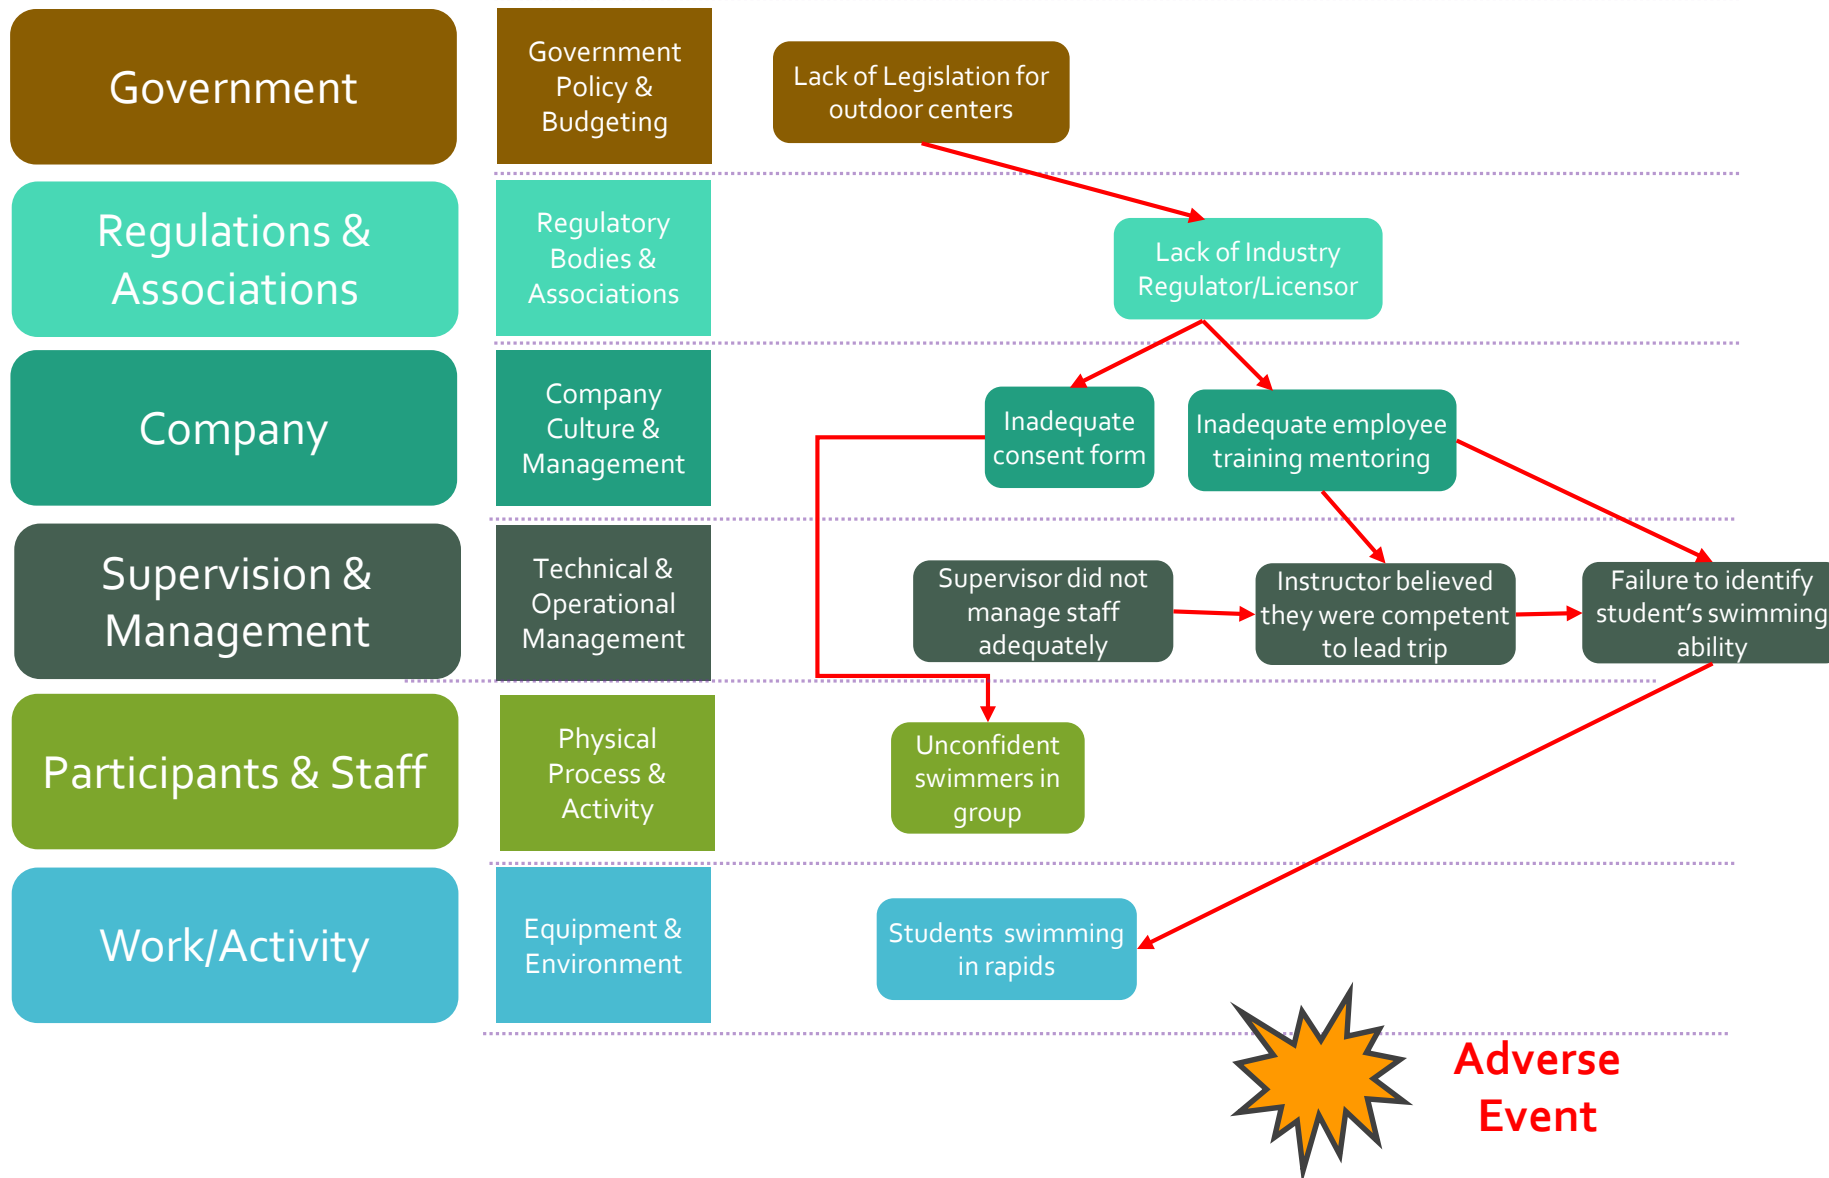 Government
Government
Policy &
Budgeting
Lack of Legislation for
outdoor centers
Regulations &
Associations
Regulatory
Bodies &
Associations
Lack of Industry
Regulator/Licensor
Company
Company
Culture &
Management
Inadequate
consent form
Inadequate employee
training mentoring
Supervision &
Management
Technical &
Operational
Management
Supervisor did not
manage staff
adequately
Instructor believed
they were competent
to lead trip
Failure to identify
student’s swimming
ability
Participants & Staff
Physical
Process &
Activity
Unconfident
swimmers in
group
Work/Activity
Equipment &
Environment
Students  swimming
in rapids
Adverse
Event